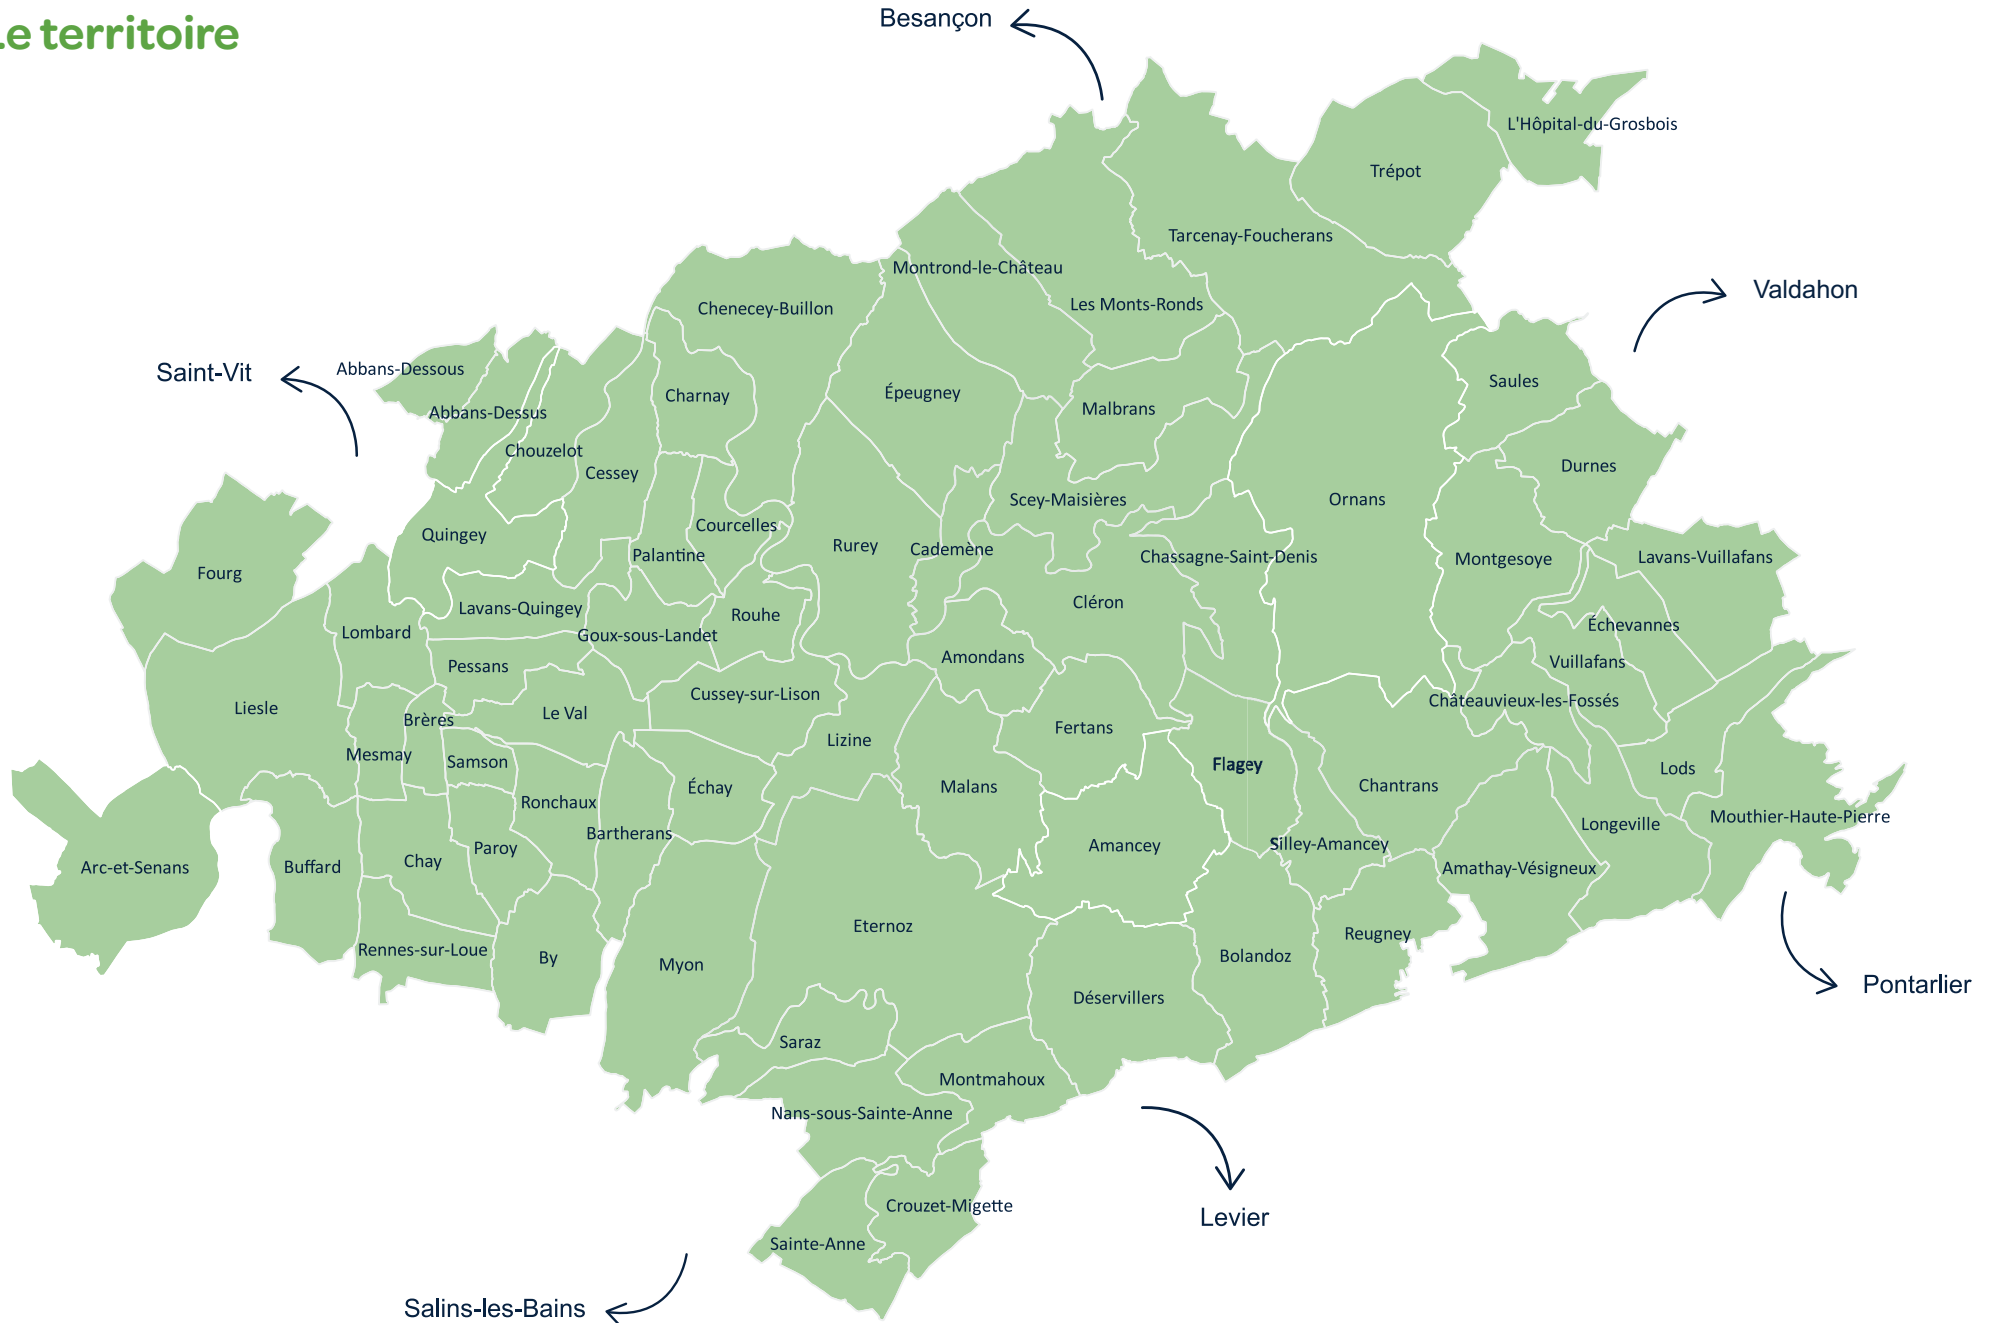 Le territoire
Besançon
L'Hôpital-du-Grosbois
Trépot
Tarcenay-Foucherans
Montrond-le-Château
Valdahon
Les Monts-Ronds
Chenecey-Buillon
Saint-Vit
Abbans-Dessous
Saules
Épeugney
Charnay
Malbrans
Abbans-Dessus
Chouzelot
Durnes
Cessey
Scey-Maisières
Ornans
Courcelles
Quingey
Rurey
Cademène
Palantine
Chassagne-Saint-Denis
Montgesoye
Lavans-Vuillafans
Fourg
Cléron
Lavans-Quingey
Rouhe
Échevannes
Lombard
Goux-sous-Landet
Amondans
Vuillafans
Pessans
Cussey-sur-Lison
Châteauvieux-les-Fossés
Liesle
Le Val
Brères
Fertans
Lizine
Mesmay
Samson
Flagey
Lods
Chantrans
Échay
Malans
Ronchaux
Mouthier-Haute-Pierre
Longeville
Bartherans
Silley-Amancey
Amancey
Paroy
Chay
Arc-et-Senans
Buffard
Amathay-Vésigneux
Eternoz
Reugney
Rennes-sur-Loue
By
Bolandoz
Myon
Pontarlier
Déservillers
Saraz
Montmahoux
Nans-sous-Sainte-Anne
Crouzet-Migette
Levier
Sainte-Anne
Salins-les-Bains